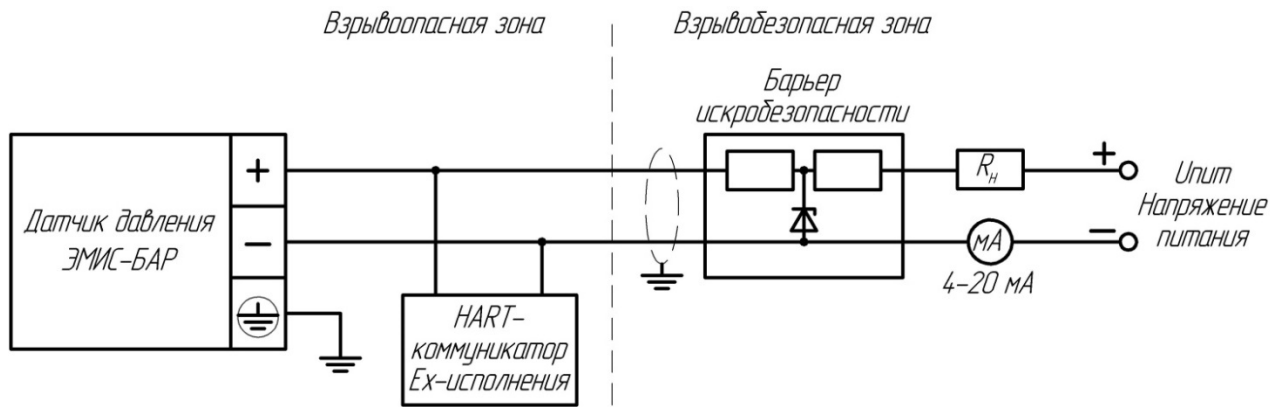 Взрывоопасная зона
Взрывобезопасная зона
Барьер
искробезопасности
Датчик давления
ЭМИС-БАР
+
−
HART-
коммуникатор
Ex-исполнения
Rн
мА
4-20 мА
+
−
Uпит
Напряжение
питания